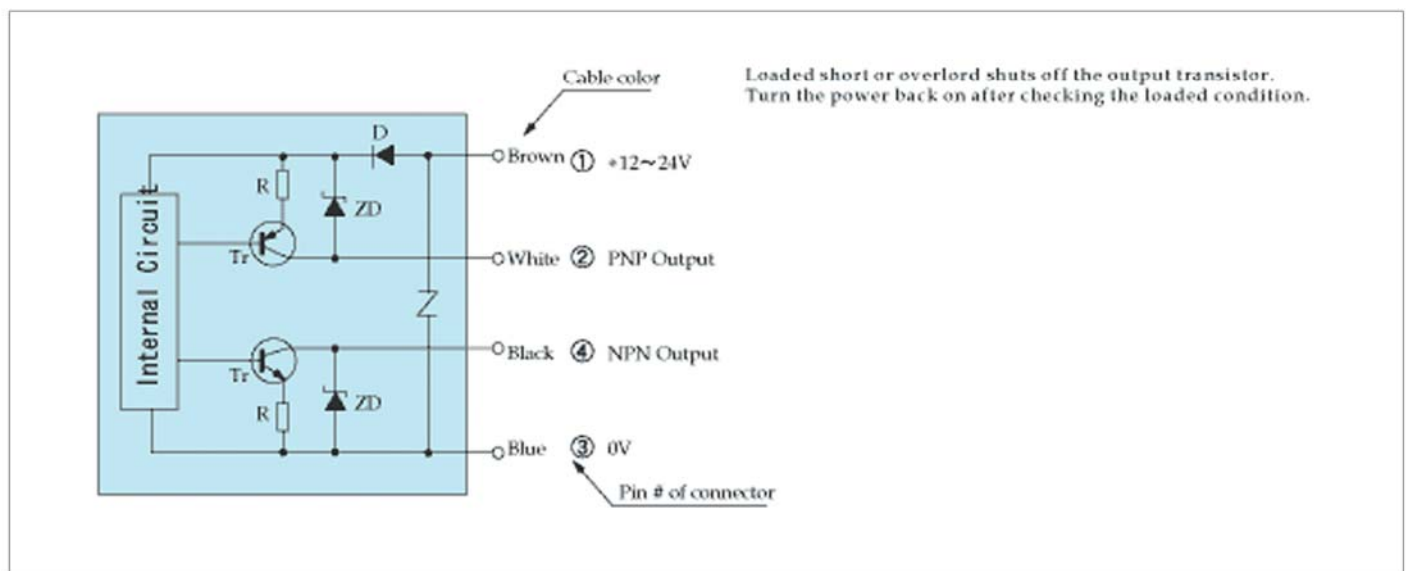 Cable color
Loaded short or overlord shuts off the output transistor.
Turn the power back on after checking the loaded condition.
D
Brown ① +12~24V
R
ZD
Tr
White ② PNP Output
Internal Circuit
Z
Black ④ NPN Output
Tr
ZD
R
Blue ③ 0V
Pin # of connector